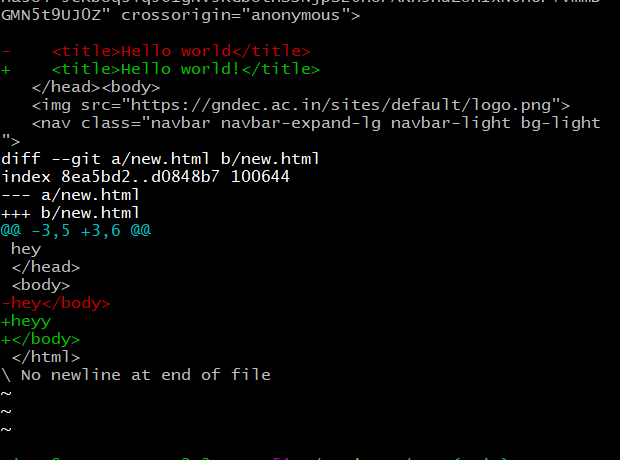 GMN5t9UJ0Z" crossorigin="anonymous">
-    <title>Hello world</title>
+    <title>Hello world!</title>
   </head><body>
   <img src="https://gndec.ac.in/sites/default/logo.png">
   <nav class="navbar navbar-expand-lg navbar-light bg-light
">
diff --git a/new.html b/new.html
index 8ea5bd2..d0848b7 100644
--- a/new.html
+++ b/new.html
@@ -3,5 +3,6 @@
 hey
 </head>
 <body>
-hey</body>
+heyy
+</body>
 </html>
\ No newline at end of file
~
~
~